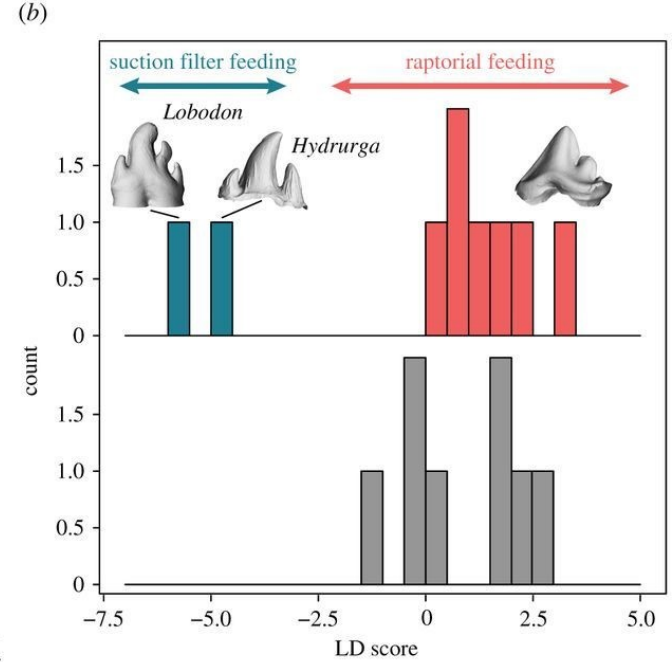 (b)
suction filter feeding
raptorial feeding
Lobodon
Hydrurga
1.5
1.0
0.5
0
count
1.5
1.0
0.5
0
−7.5 −5.0 −2.5 0 2.5 5.0
LD score